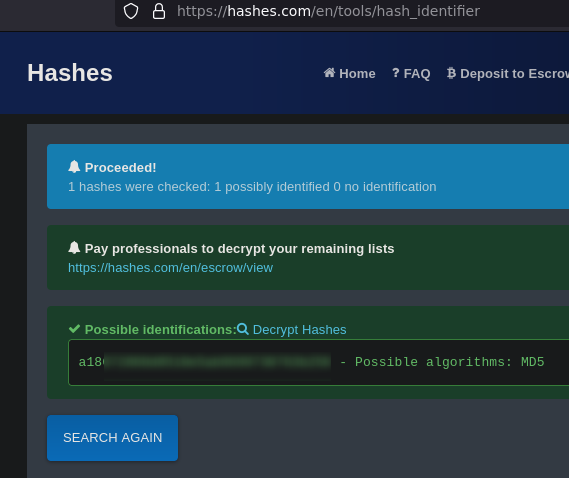 https://hashes.com/en/tools/hash_identifier
Hashes
Home ? FAQ Deposit to Escrow
Proceeded!
1 hashes were checked: 1 possibly identified 0 no identification
Pay professionals to decrypt your remaining lists
https://hashes.com/en/escrow/view
Possible identifications: Decrypt Hashes
- Possible algorithms: MD5
SEARCH AGAIN